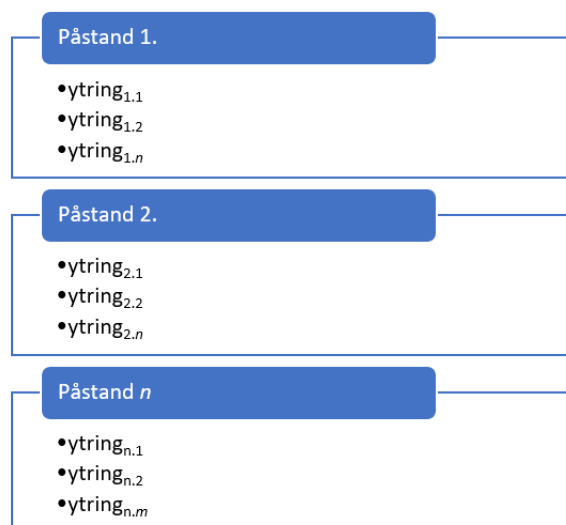 Påstand 1.
•ytring1.1
•ytring1.2
•ytring1.n
Påstand 2.
•ytring2.1
•ytring2.2
•ytring2.n
Påstand n
•ytringn.1
•ytringn.2
•ytringn.m